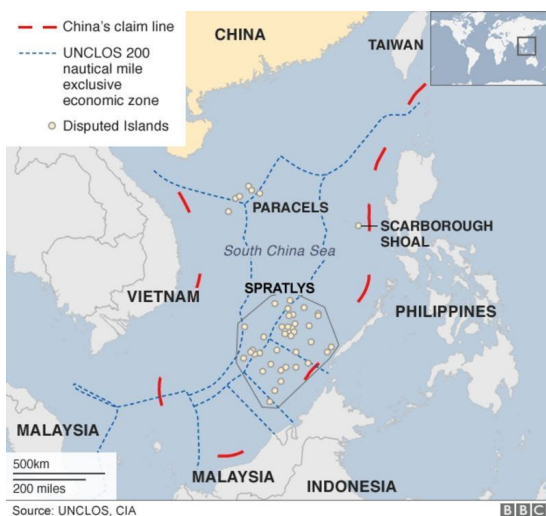 China's claim line
UNCLOS 200
nautical mile
exclusive
economic zone
Disputed Islands
CHINA
TAIWAN
PARACELS
SCARBOROUGH
SHOAL
South China Sea
SPRATLYS
VIETNAM
PHILIPPINES
MALAYSIA
500km
200 miles
MALAYSIA
INDONESIA
Source: UNCLOS, CIA
BBC